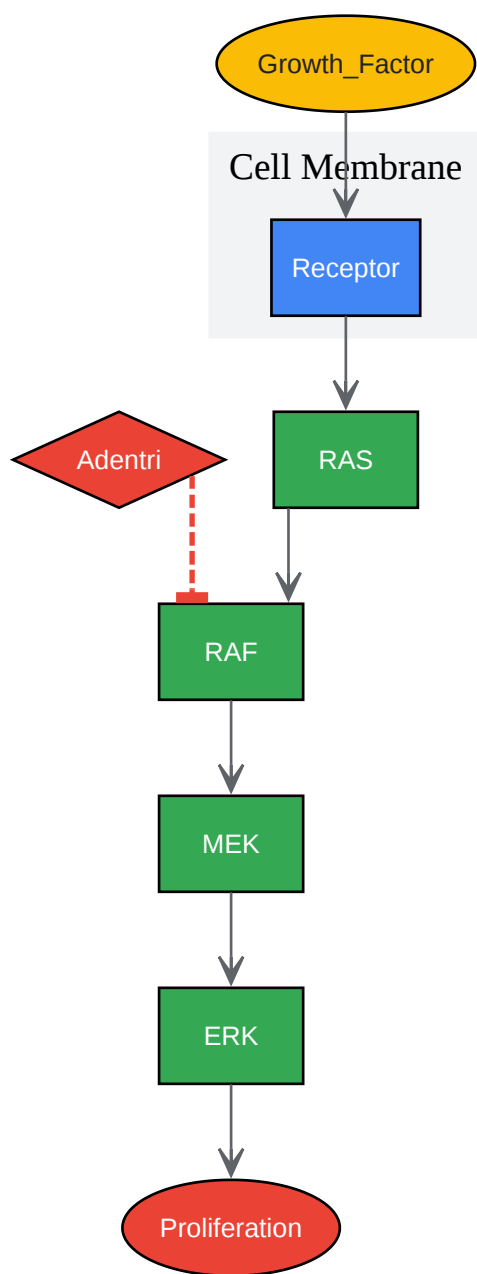 Growth_Factor
Cell Membrane
Receptor
Adentri
RAS
RAF
MEK
ERK
Proliferation